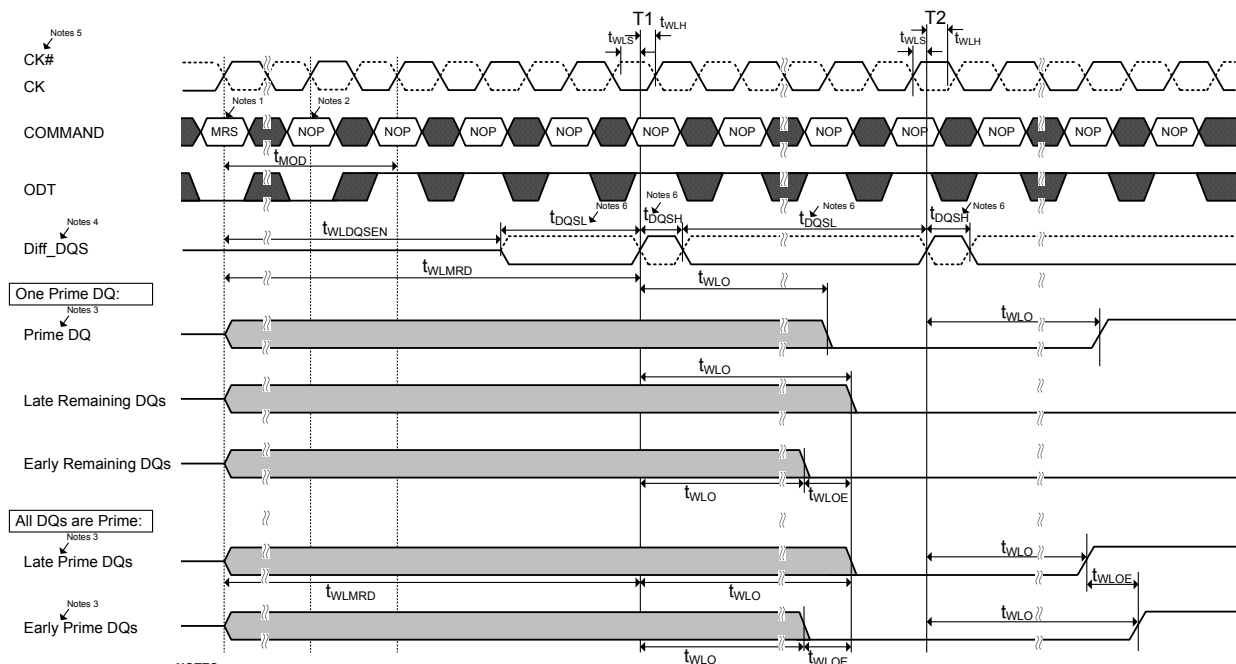 T1 T2
tWLS tWLH tWLS tWLH
Notes 5
CK#
CK
Notes 1 Notes 2
COMMAND MRS NOP NOP NOP NOP NOP NOP NOP NOP NOP NOP NOP
tMOD
ODT
Notes 6 Notes 6 Notes 6 Notes 6
tDQSL tDQSH tDQSL tDQSH
Notes 4
tWLDQSEN
Diff_DQS
tWLMRD
tWLO
One Prime DQ:
Notes 3
Prime DQ
tWLO
tWLO
Late Remaining DQs
Early Remaining DQs
tWLO tWLOE
All DQs are Prime:
Notes 3
Late Prime DQs
tWLO
tWLOE
tWLMRD tWLO
Notes 3
tWLO
Early Prime DQs
tWLO tWLOE